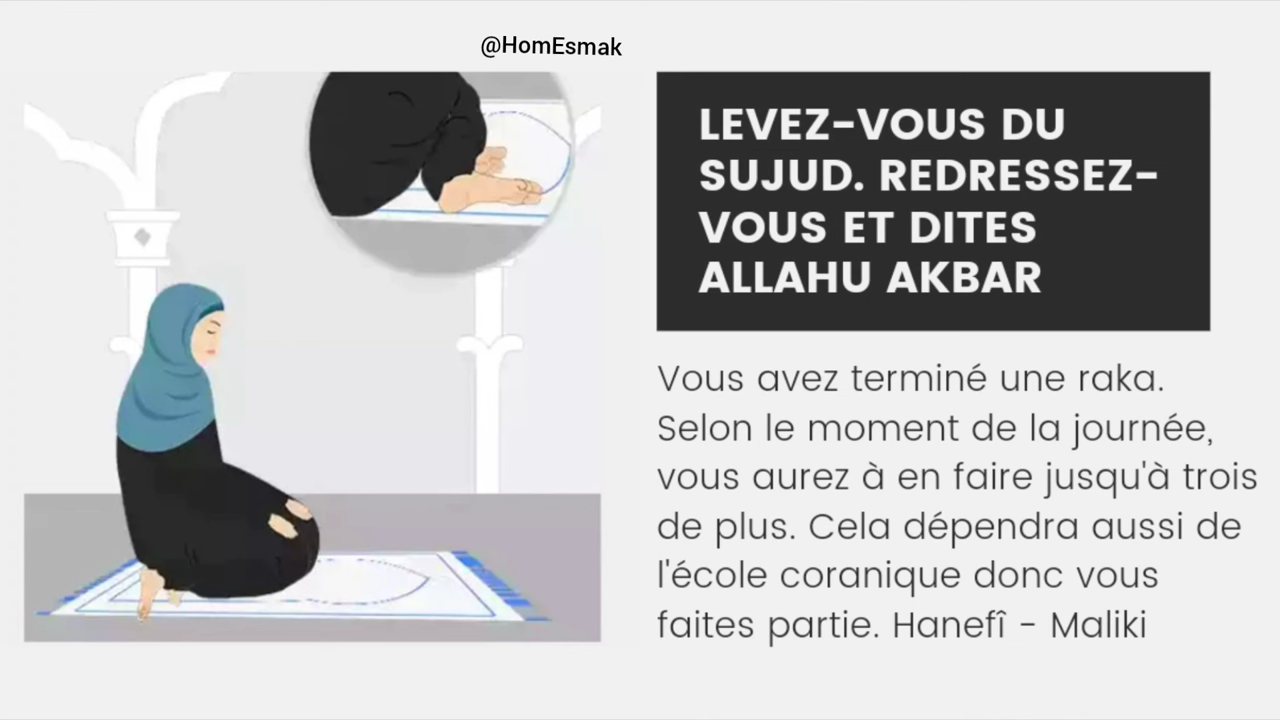 @HomEsmak
LEVEZ-VOUS DU
SUJUD. REDRESSEZ-
VOUS ET DITES
ALLAHU AKBAR
Vous avez terminé une raka.
Selon le moment de la journée,
vous aurez à en faire jusqu'à trois
de plus. Cela dépendra aussi de
l'école coranique donc vous
faites partie. Hanefî - Maliki